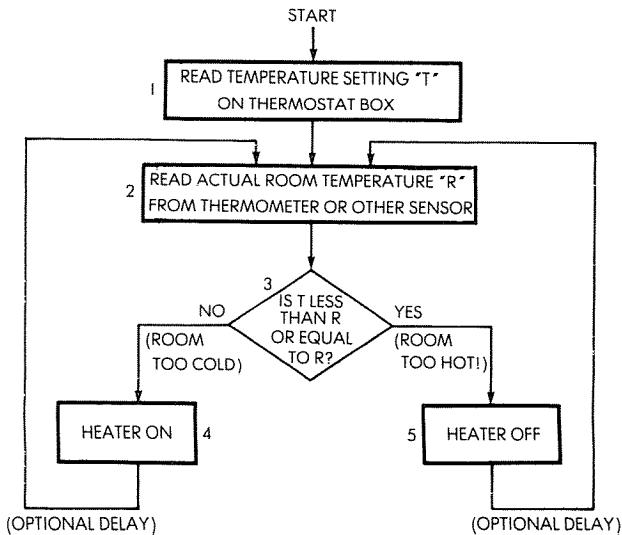 START
1
READ TEMPERATURE SETTING "T"
ON THERMOSTAT BOX
2
READ ACTUAL ROOM TEMPERATURE "R"
FROM THERMOMETER OR OTHER SENSOR
3
IS T LESS
THAN R
OR EQUAL
TO R?
NO
(ROOM
TOO COLD)
YES
(ROOM
TOO HOT!)
HEATER ON
4
5
HEATER OFF
(OPTIONAL DELAY)
(OPTIONAL DELAY)